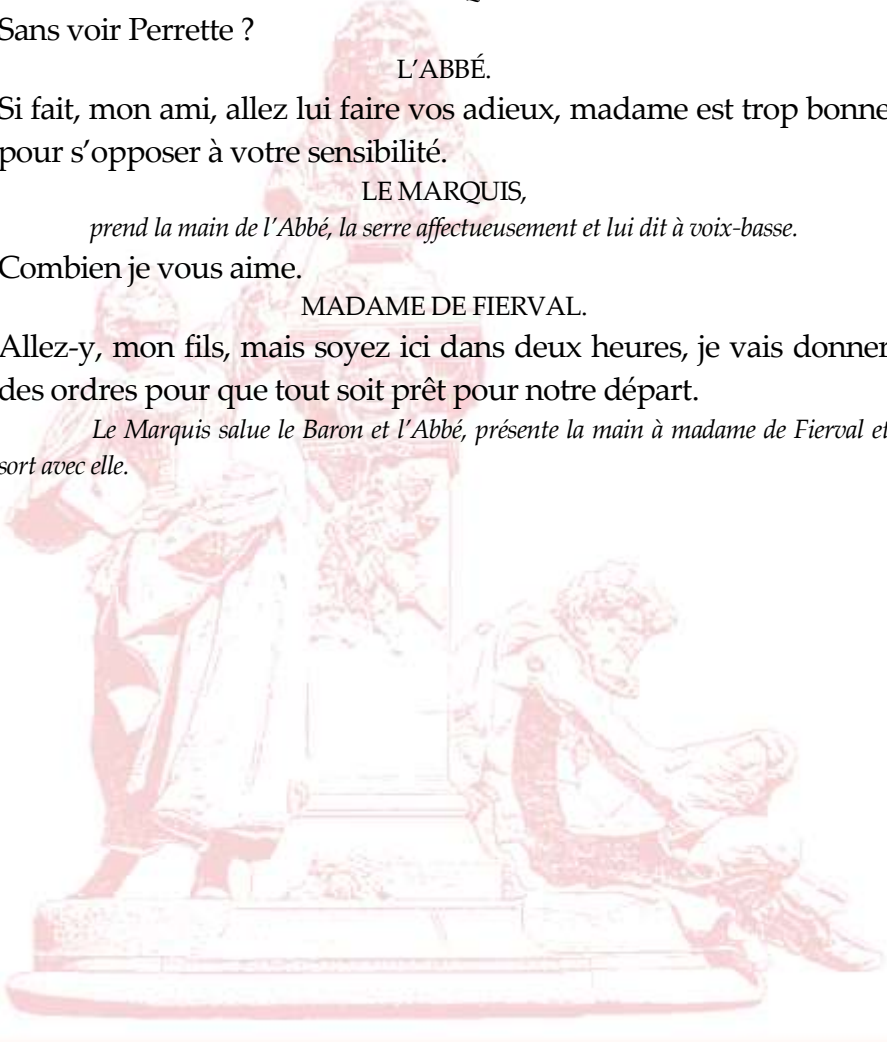 Sans voir Perrette ?
L’ABBÉ.
Si fait, mon ami, allez lui faire vos adieux, madame est trop bonne
pour s’opposer à votre sensibilité.
LE MARQUIS,
prend la main de l’Abbé, la serre affectueusement et lui dit à voix-basse.
Combien je vous aime.
MADAME DE FIERVAL.
Allez-y, mon fils, mais soyez ici dans deux heures, je vais donner
des ordres pour que tout soit prêt pour notre départ.
Le Marquis salue le Baron et l’Abbé, présente la main à madame de Fierval et
sort avec elle.